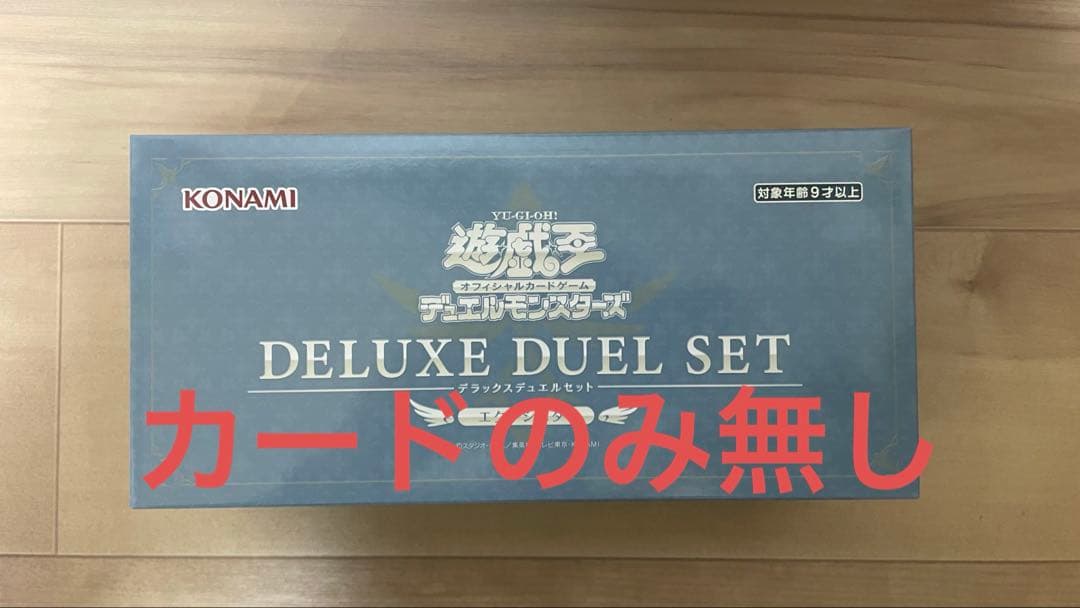 KONAMI
対象年齢9才以上
YU-GI-OH!
遊戯王
オフィシャルカードゲーム
デュエルモンスターズ
DELUXE DUEL SET
デラックスデュエルセット
カードのみ無し